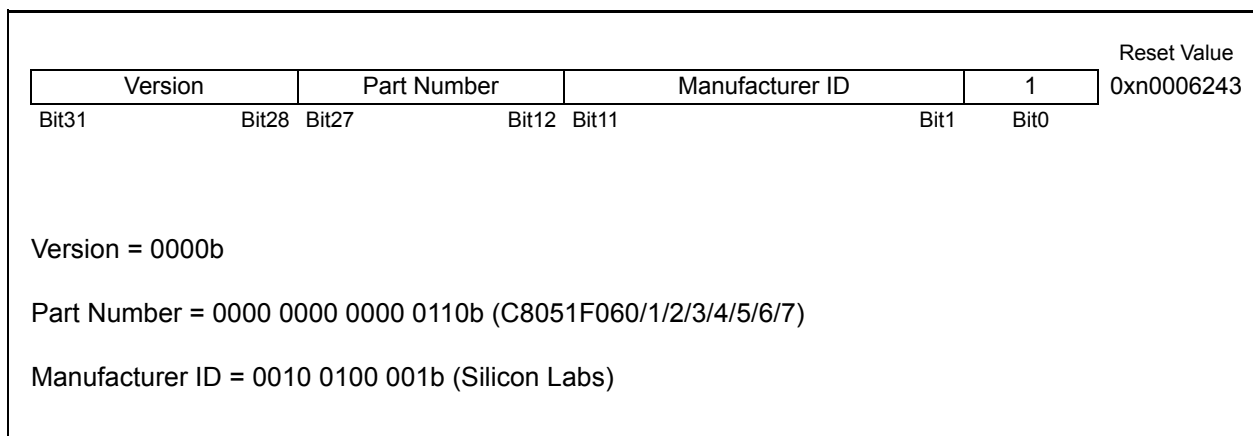 Reset Value
Version Part Number Manufacturer ID 1 0xn0006243
Bit31 Bit28 Bit27 Bit12 Bit11 Bit1 Bit0
Version = 0000b
Part Number = 0000 0000 0000 0110b (C8051F060/1/2/3/4/5/6/7)
Manufacturer ID = 0010 0100 001b (Silicon Labs)